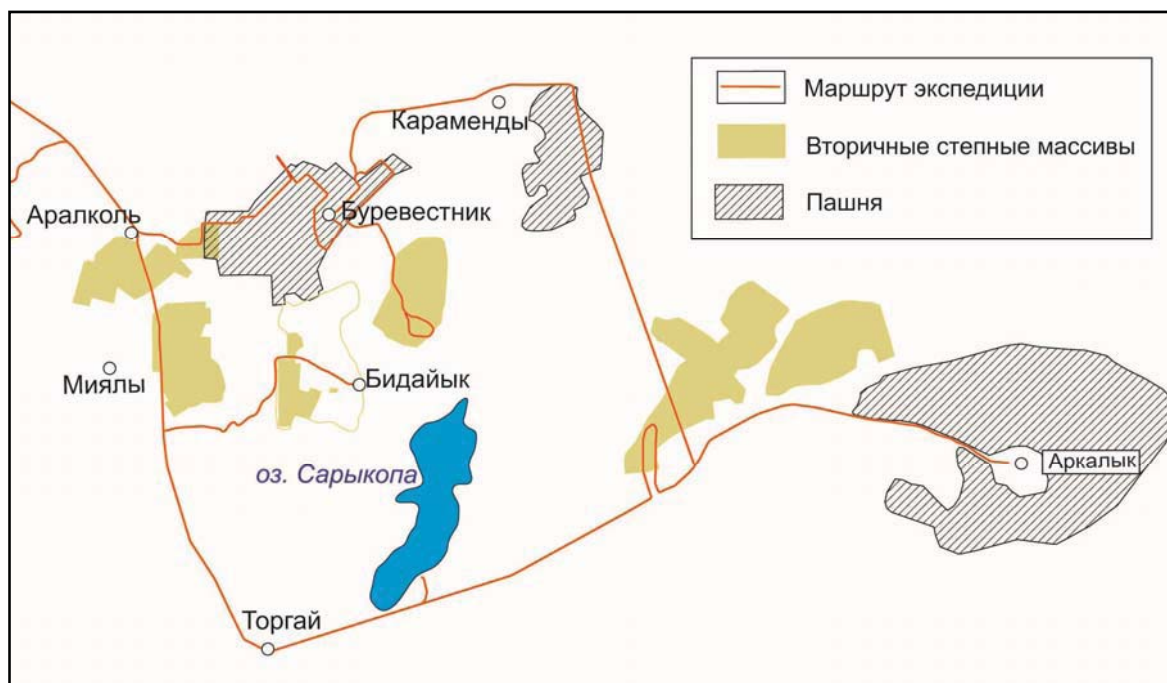 Маршрут экспедиции
Караменды
Вторичные степные массивы
Пашня
Аралколь
Буревестник
Миялы
Бидайык
оз. Сарыкопа
Аркалык
Торгай